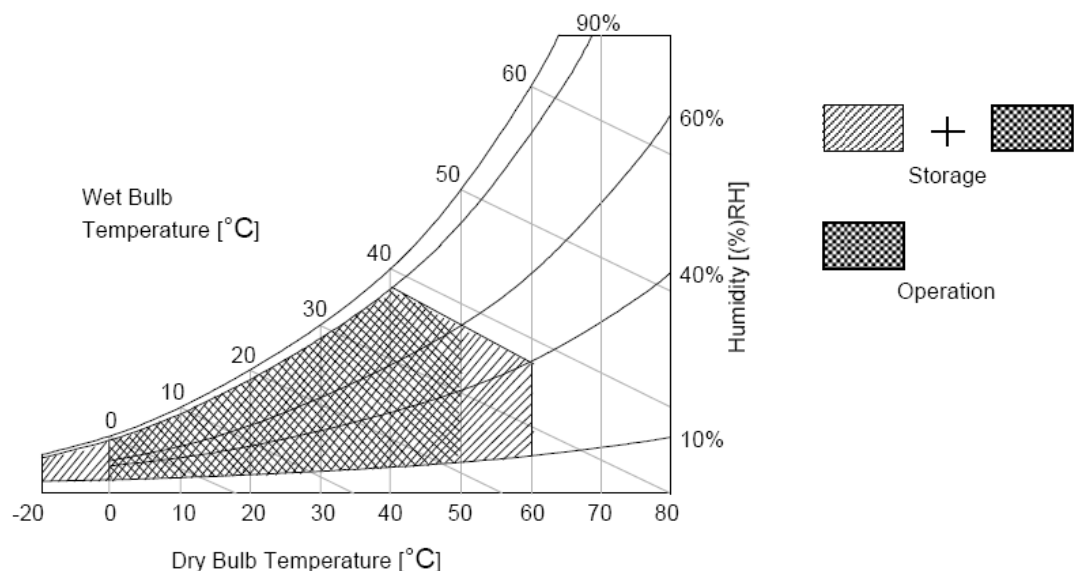 90%
60
60%
50
Wet Bulb
Temperature [°C]
Storage
40
40%
30
20
10
0
Humidity [(%)RH]
Operation
10%
-20 0 10 20 30 40 50 60 70 80
Dry Bulb Temperature [°C]